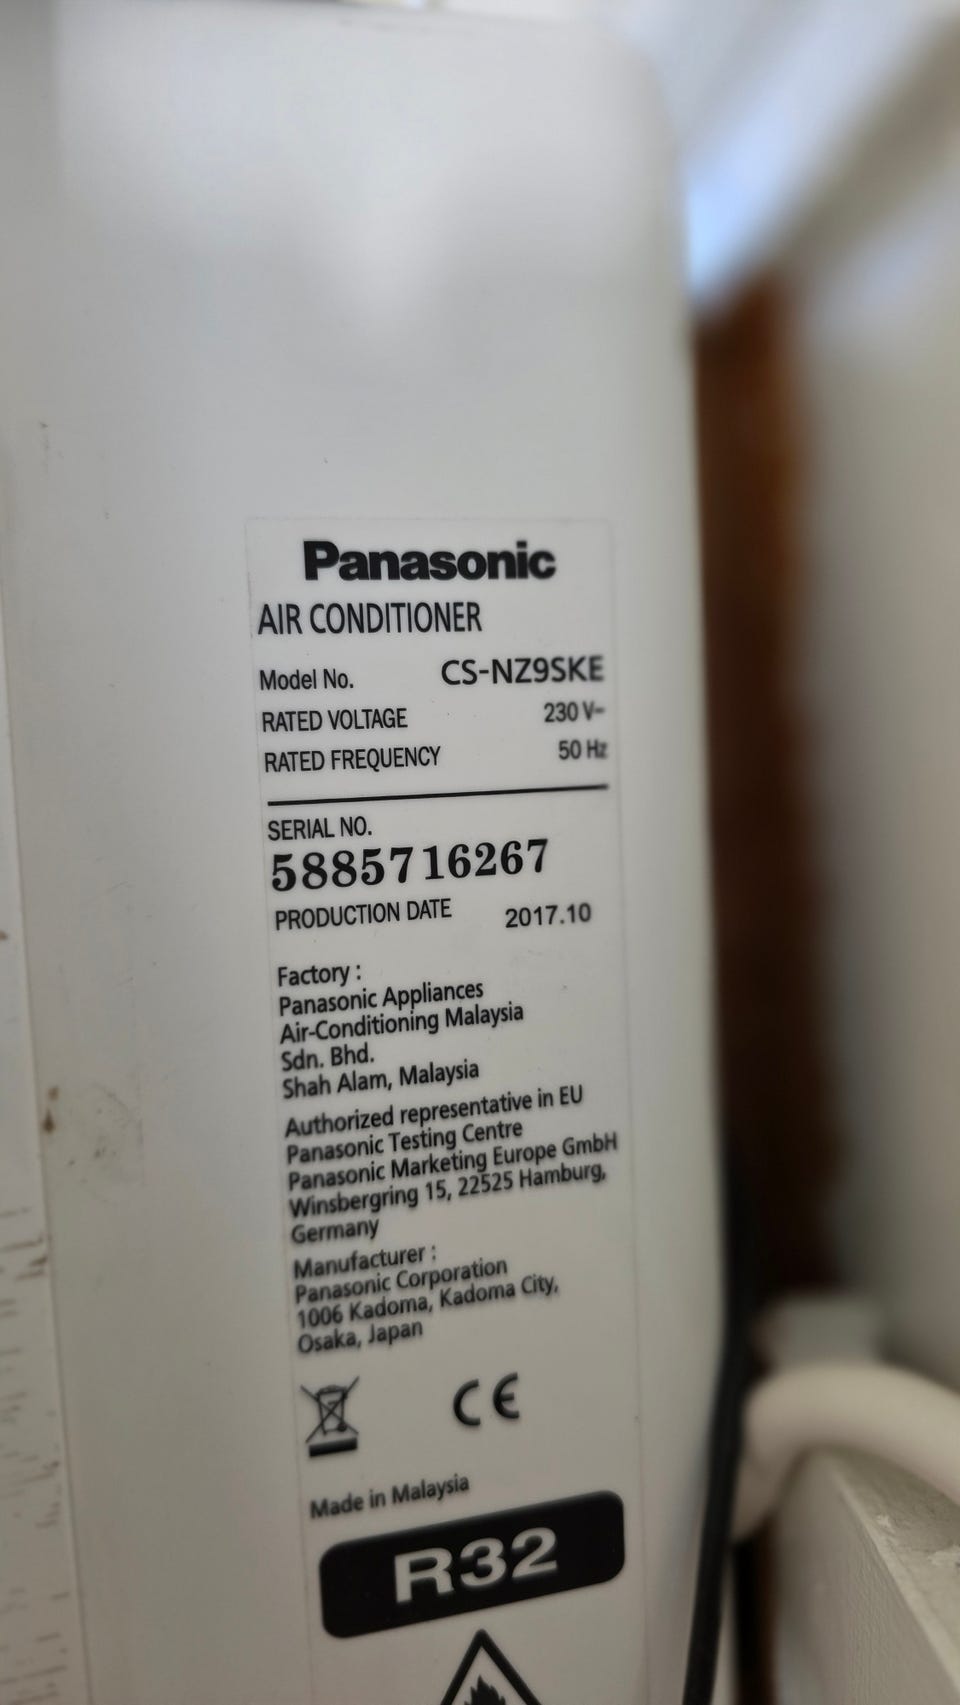 Panasonic
AIR CONDITIONER
Model No. CS-NZ9SKE
RATED VOLTAGE 230 V~
RATED FREQUENCY 50 Hz
SERIAL NO.
5885716267
PRODUCTION DATE 2017.10
Factory :
Panasonic Appliances
Air-Conditioning Malaysia
Sdn. Bhd.
Shah Alam, Malaysia
Authorized representative in EU
Panasonic Testing Centre
Panasonic Marketing Europe GmbH
Winsbergring 15, 22525 Hamburg,
Germany
Manufacturer :
Panasonic Corporation
1006 Kadoma, Kadoma City,
Osaka, Japan
CE
Made in Malaysia
R32